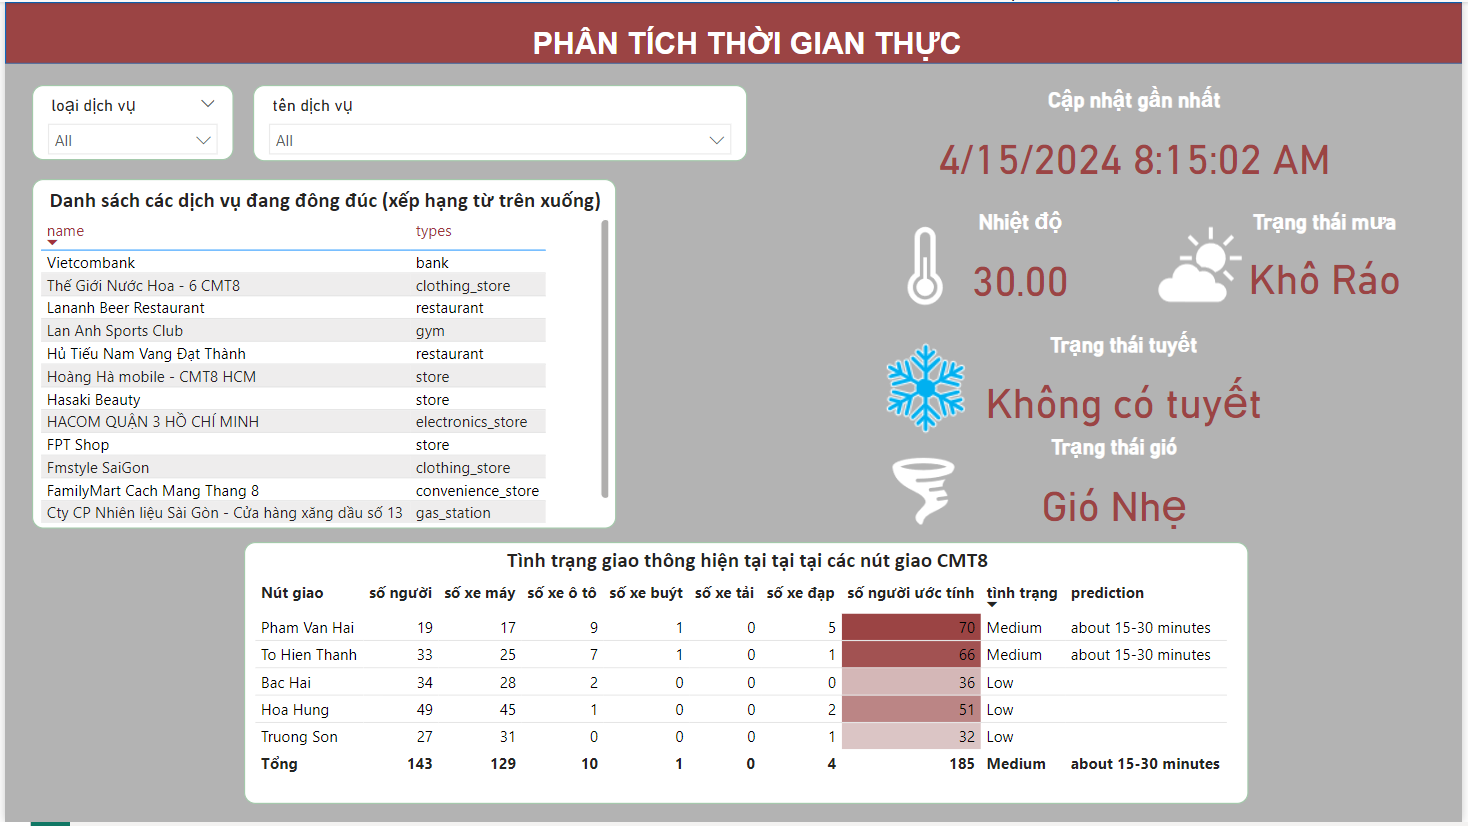 PHÂN TÍCH THỜI GIAN THỰC
loại dịch vụ
All
tên dịch vụ
All
Cập nhật gần nhất
4/15/2024 8:15:02 AM
Danh sách các dịch vụ đang đông đúc (xếp hạng từ trên xuống)
name types
Vietcombank bank
Thế Giới Nước Hoa - 6 CMT8 clothing_store
Lananh Beer Restaurant restaurant
Lan Anh Sports Club gym
Hủ Tiếu Nam Vang Đạt Thành restaurant
Hoàng Hà mobile - CMT8 HCM store
Hasaki Beauty store
HACOM QUẬN 3 HỒ CHÍ MINH electronics_store
FPT Shop store
Fmstyle SaiGon clothing_store
FamilyMart Cach Mang Thang 8 convenience_store
Cty CP Nhiên liệu Sài Gòn - Cửa hàng xăng dầu số 13 gas_station
Nhiệt độ
30.00
Trạng thái mưa
Khô Ráo
Trạng thái tuyết
Không có tuyết
Trạng thái gió
Gió Nhẹ
Tình trạng giao thông hiện tại tại tại các nút giao CMT8
Nút giao số người số xe máy số xe ô tô số xe buýt số xe tải số xe đạp số người ước tính tình trạng prediction
Pham Van Hai 19 17 9 1 0 5 70 Medium about 15-30 minutes
To Hien Thanh 33 25 7 1 0 1 66 Medium about 15-30 minutes
Bac Hai 34 28 2 0 0 0 36 Low
Hoa Hung 49 45 1 0 0 2 51 Low
Truong Son 27 31 0 0 0 1 32 Low
Tổng 143 129 10 1 0 4 185 Medium about 15-30 minutes